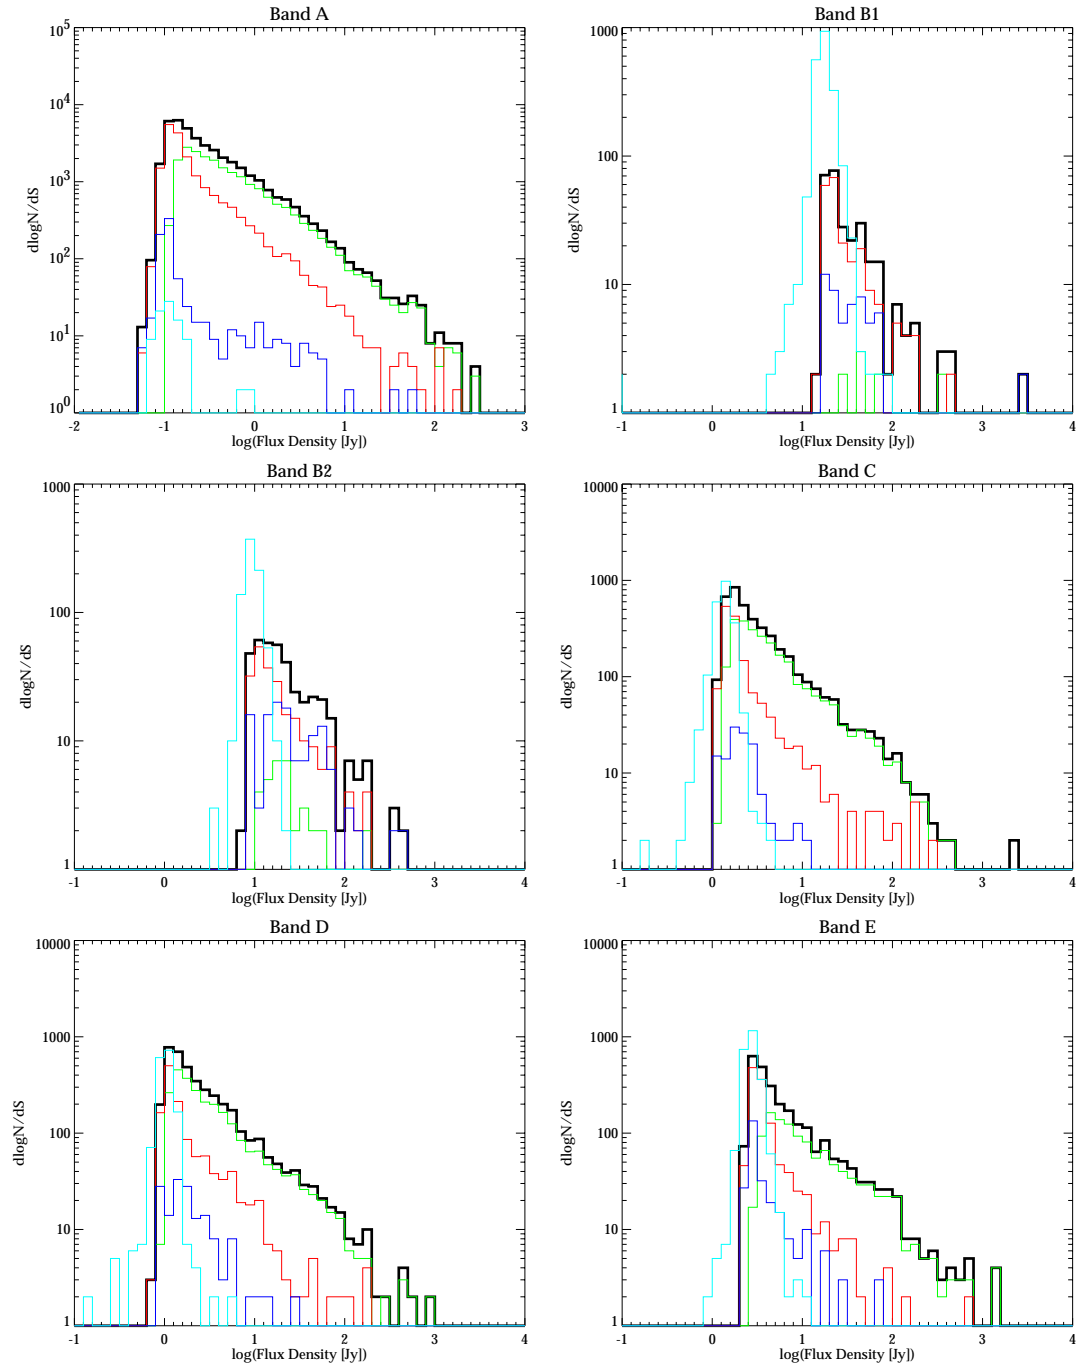 Band A
10^5
10^4
10^3
10^2
10^1
10^0
dlogN/dS
-2 -1 0 1 2 3
log(Flux Density [Jy])
Band B1
1000
100
10
1
dlogN/dS
-1 0 1 2 3 4
log(Flux Density [Jy])
Band B2
1000
100
10
1
dlogN/dS
-1 0 1 2 3 4
log(Flux Density [Jy])
Band C
10000
1000
100
10
1
dlogN/dS
-1 0 1 2 3 4
log(Flux Density [Jy])
Band D
10000
1000
100
10
1
dlogN/dS
-1 0 1 2 3 4
log(Flux Density [Jy])
Band E
10000
1000
100
10
1
dlogN/dS
-1 0 1 2 3 4
log(Flux Density [Jy])